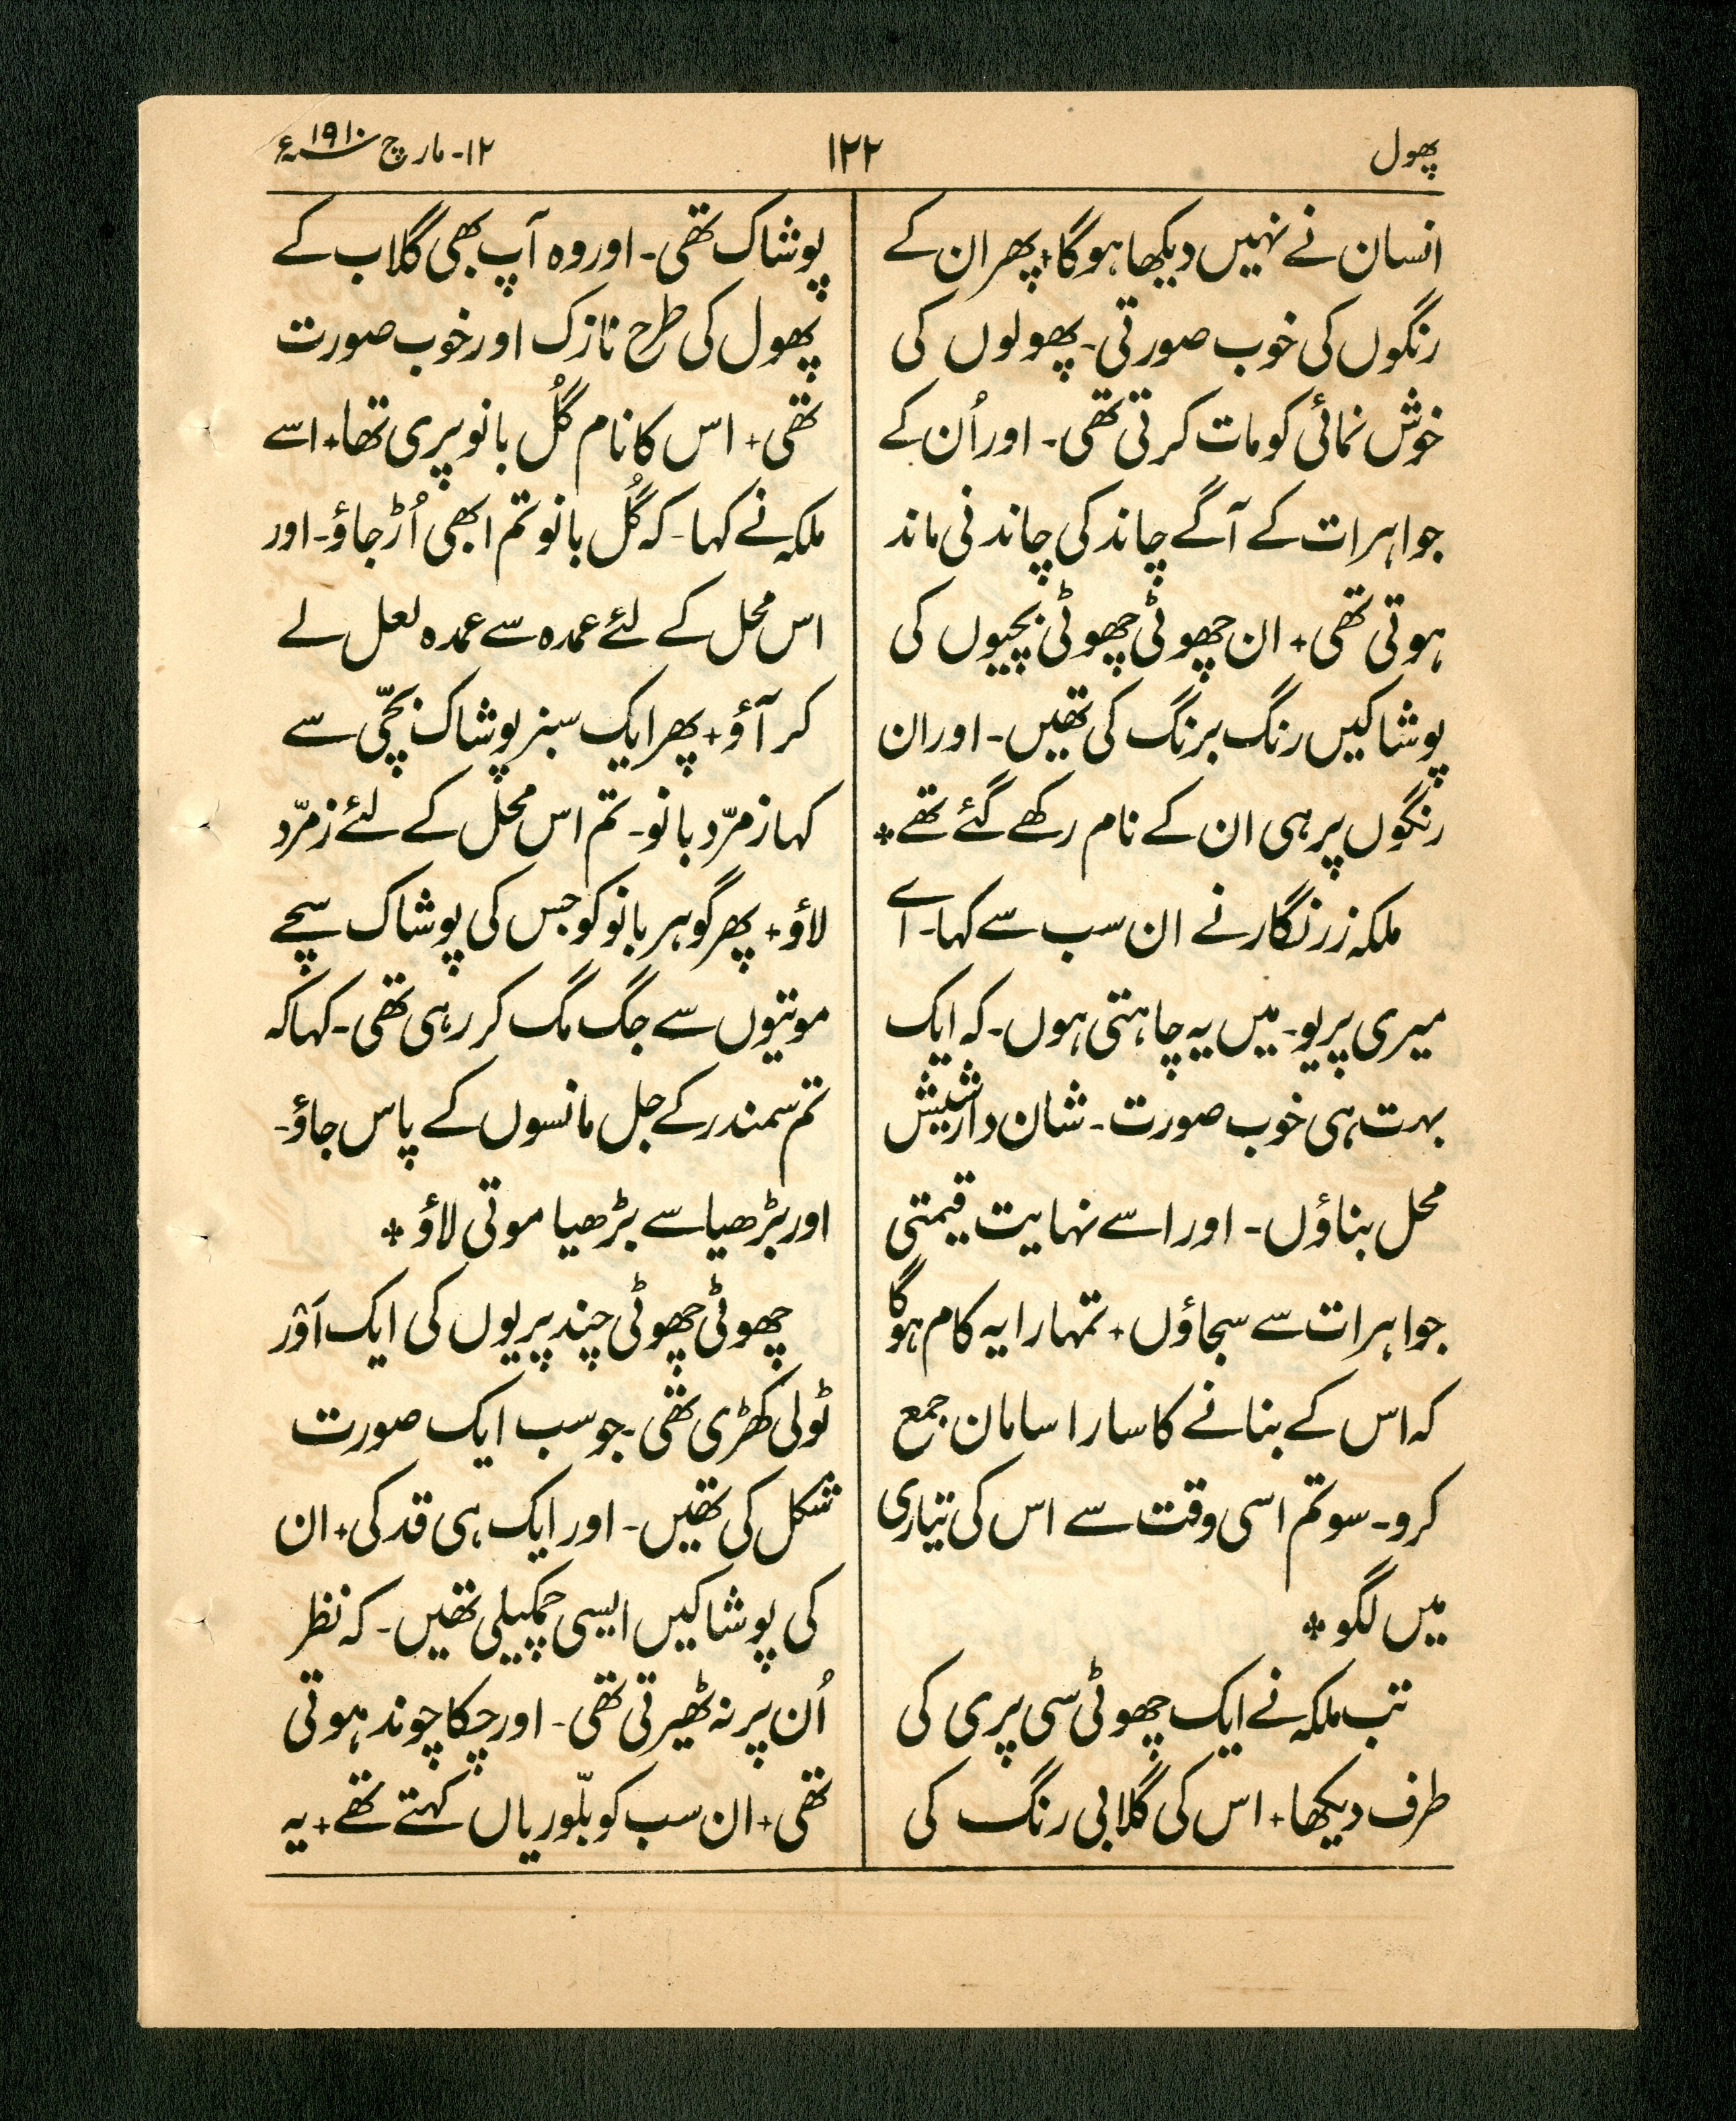 پھول
۱۲۲
۱۲- مارچ سنہ ۱۹۱۰ء
انسان نے نہیں دیکھا ہوگا+ پھر ان کے
رنگوں کی خوب صورتی- پھولوں کی
خوش نمائی کو مات کرتی تھی- اور اُن کے
جواہرات کے آگے چاند کی چاندنی ماند
ہوتی تھی+ ان چھوٹی چھوٹی بچیوں کی
پوشاکیں رنگ برنگ کی تھیں- اور ان
رنگوں پر ہی ان کے نام رکھے گئے تھے*
ملکہ زرنگار نے ان سب سے کہا- اے
میری پریو- میں یہ چاہتی ہوں- کہ ایک
بہت ہی خوب صورت- شان دار شیش
محل بناؤں- اور اسے نہایت قیمتی
جواہرات سے سجاؤں+ تمہارا یہ کام ہوگا
کہ اس کے بنانے کا سارا سامان جمع
کرو- سو تم اسی وقت سے اس کی تیاری
میں لگو*
تب ملکہ نے ایک چھوٹی سی پری کی
طرف دیکھا+ اس کی گلابی رنگ کی
پوشاک تھی- اور وہ آپ بھی گلاب کے
پھول کی طرح نازک اور خوب صورت
تھی+ اس کا نام گُل بانو پری تھا+ اسے
ملکہ نے کہا- کہ گُل بانو تم ابھی اُڑ جاؤ- اور
اس محل کے لئے عمدہ سے عمدہ لعل لے
کر آؤ+ پھر ایک سبز پوشاک بچّی سے
کہا زمرّد بانو- تم اس محل کے لئے زمرّد
لاؤ+ پھر گوہر بانو کو جس کی پوشاک سچے
موتیوں سے جگ مگ کر رہی تھی- کہا کہ
تم سمندر کے جل مانسوں کے پاس جاؤ-
اور بڑھیا سے بڑھیا موتی لاؤ*
چھوٹی چھوٹی چند پریوں کی ایک اَوْر
ٹولی کھڑی تھی- جو سب ایک صورت
شکل کی تھیں- اور ایک ہی قد کی+ ان
کی پوشاکیں ایسی چمکیلی تھیں- کہ نظر
اُن پر نہ ٹھیرتی تھی- اور چکا چوند ہوتی
تھی+ ان سب کو بلّوریاں کہتے تھے+ یہ